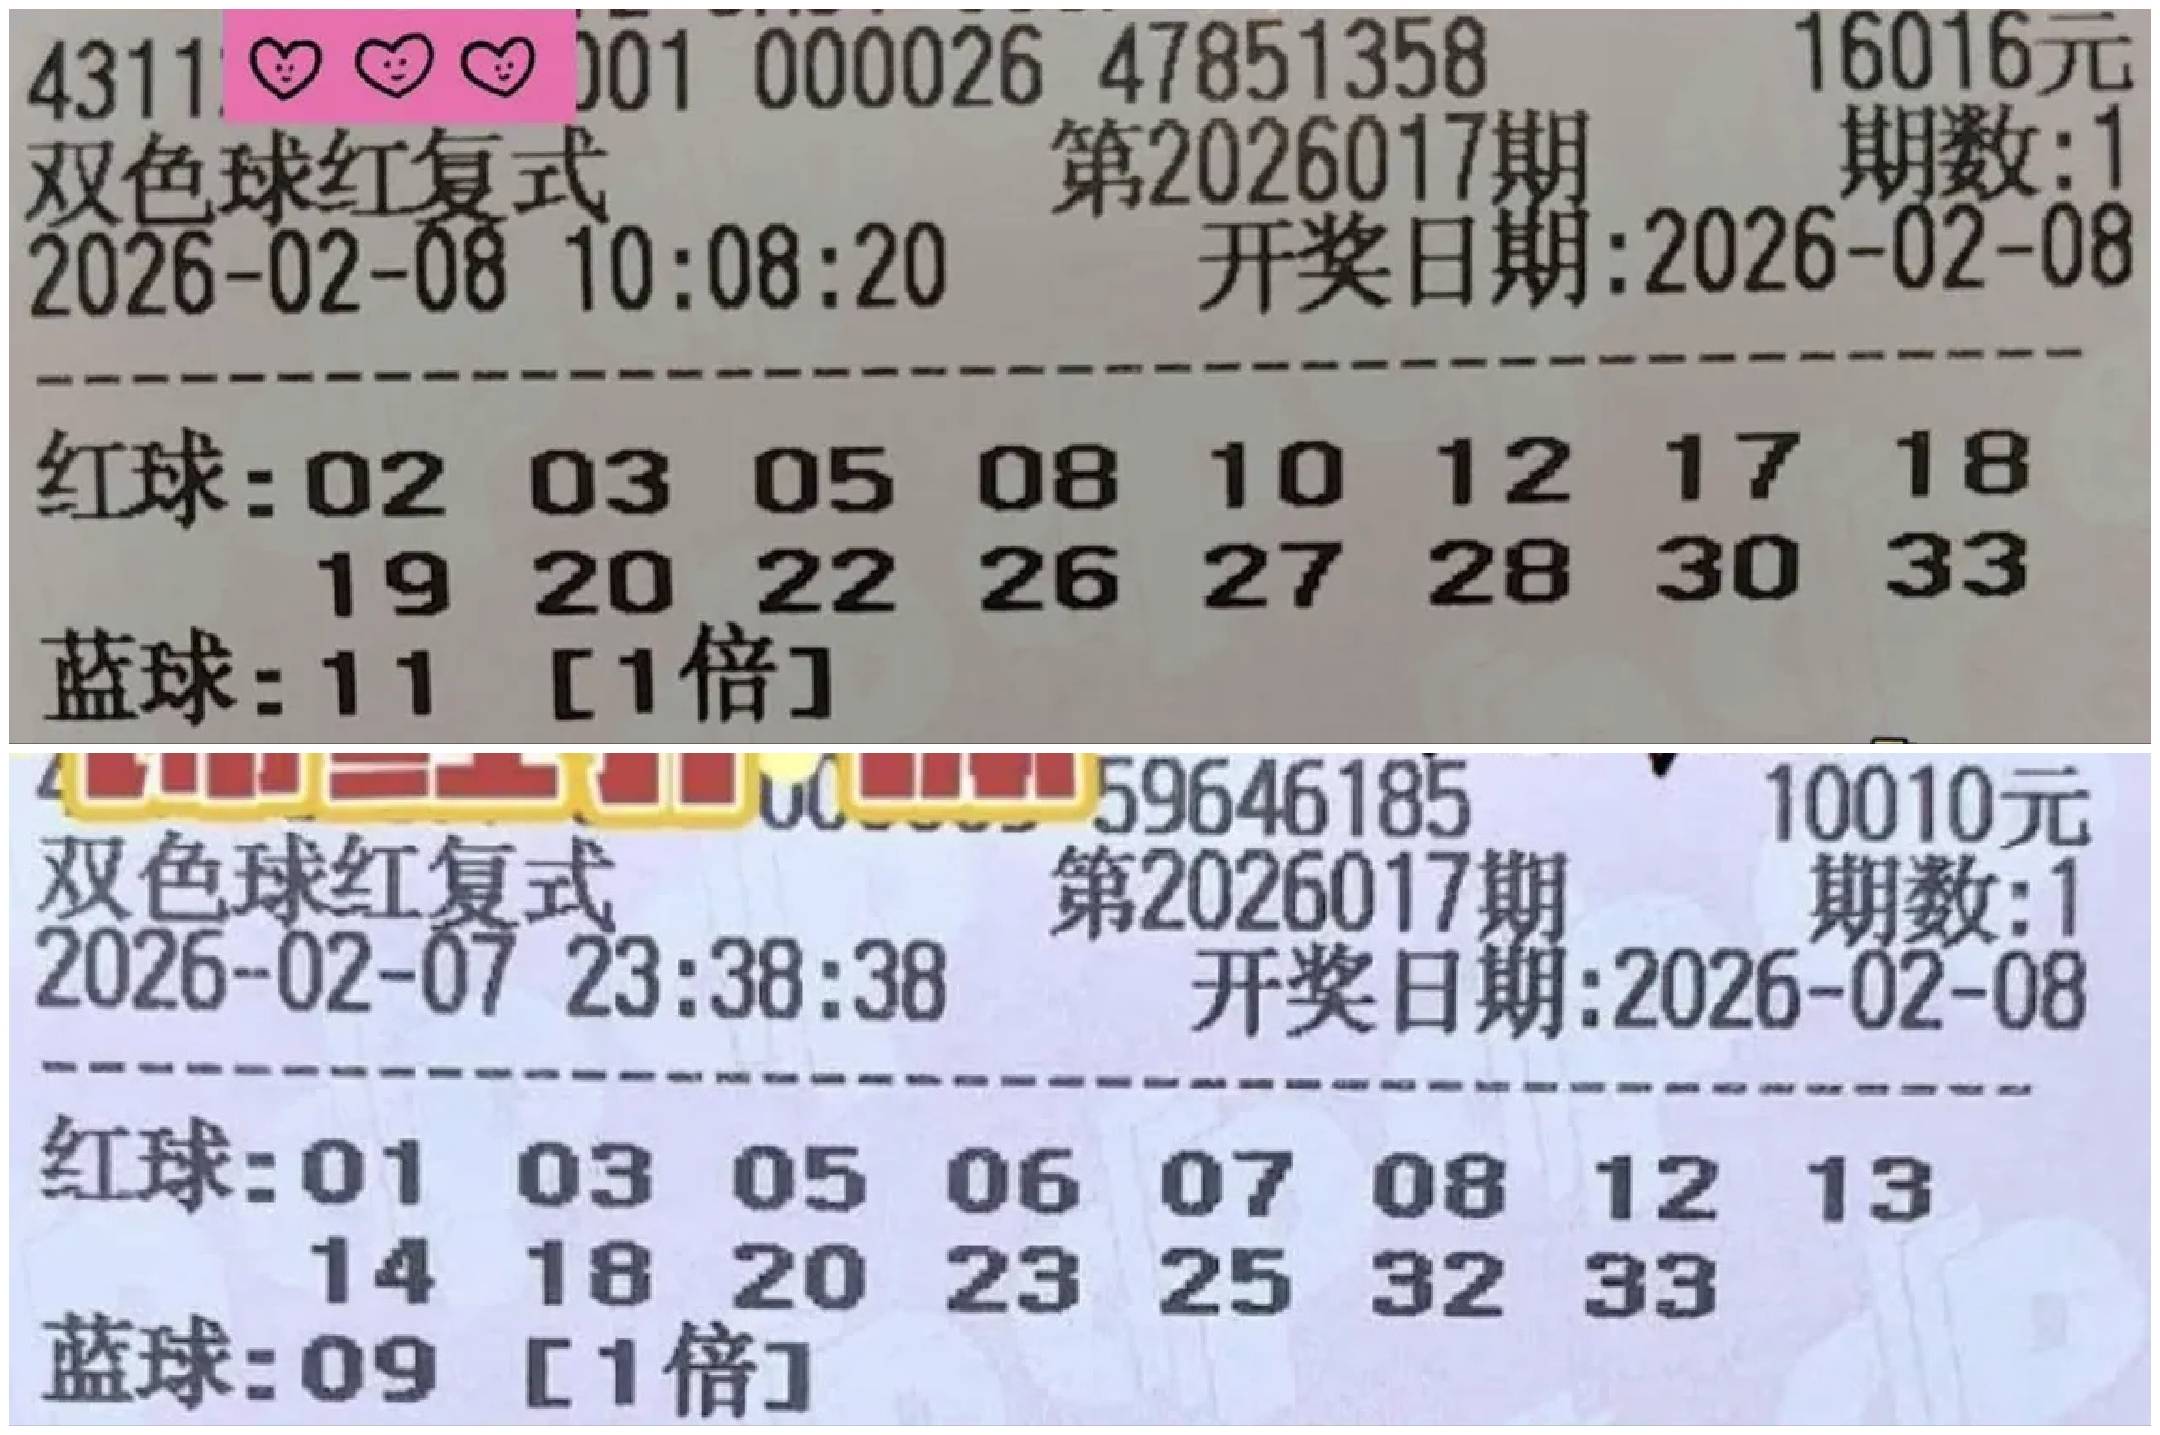 4311 001 000026 47851358 16016元
双色球红复式 第2026017期 期数:1
2026-02-08 10:08:20 开奖日期:2026-02-08
红球:02 03 05 08 10 12 17 18
19 20 22 26 27 28 30 33
蓝球:11 [1倍]
59646185 10010元
双色球红复式 第2026017期 期数:1
2026-02-07 23:38:38 开奖日期:2026-02-08
红球:01 03 05 06 07 08 12 13
14 18 20 23 25 32 33
蓝球:09 [1倍]